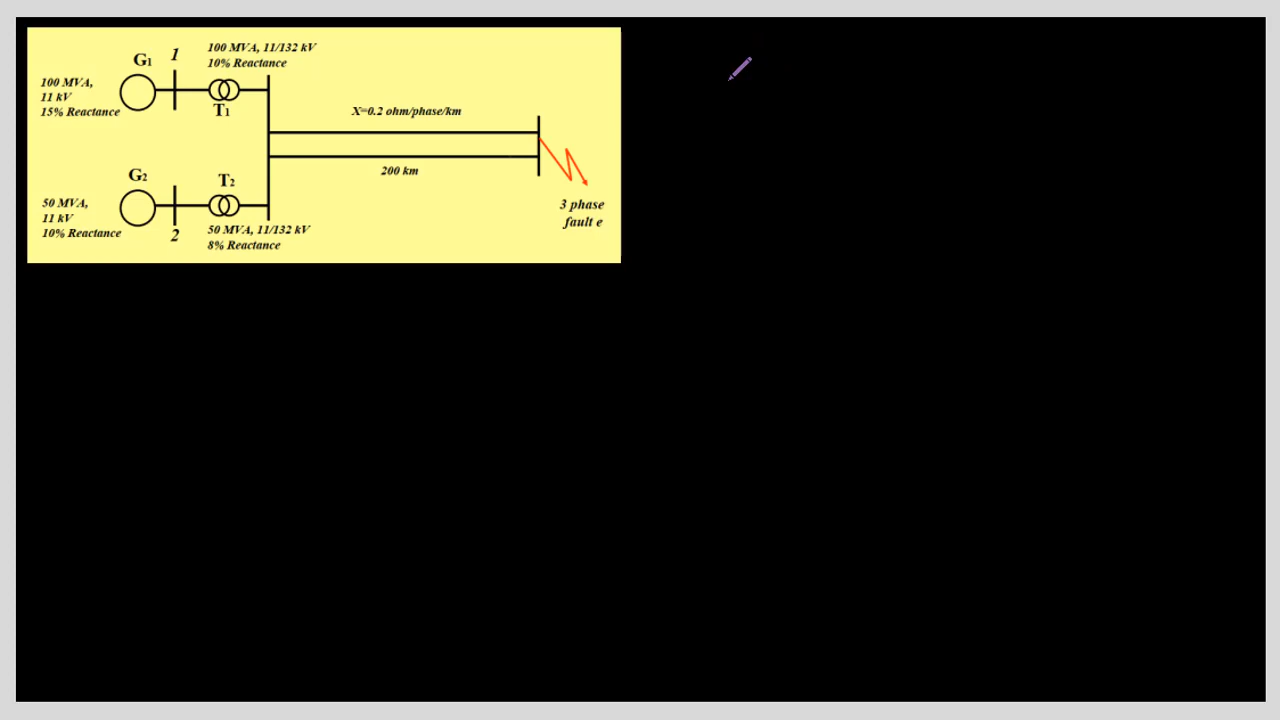 G1
1
100 MVA, 11/132 kV
10% Reactance
100 MVA,
11 kV
15% Reactance
T1
X=0.2 ohm/phase/km
200 km
G2
T2
50 MVA,
11 kV
10% Reactance
2
50 MVA, 11/132 kV
8% Reactance
3 phase
fault e